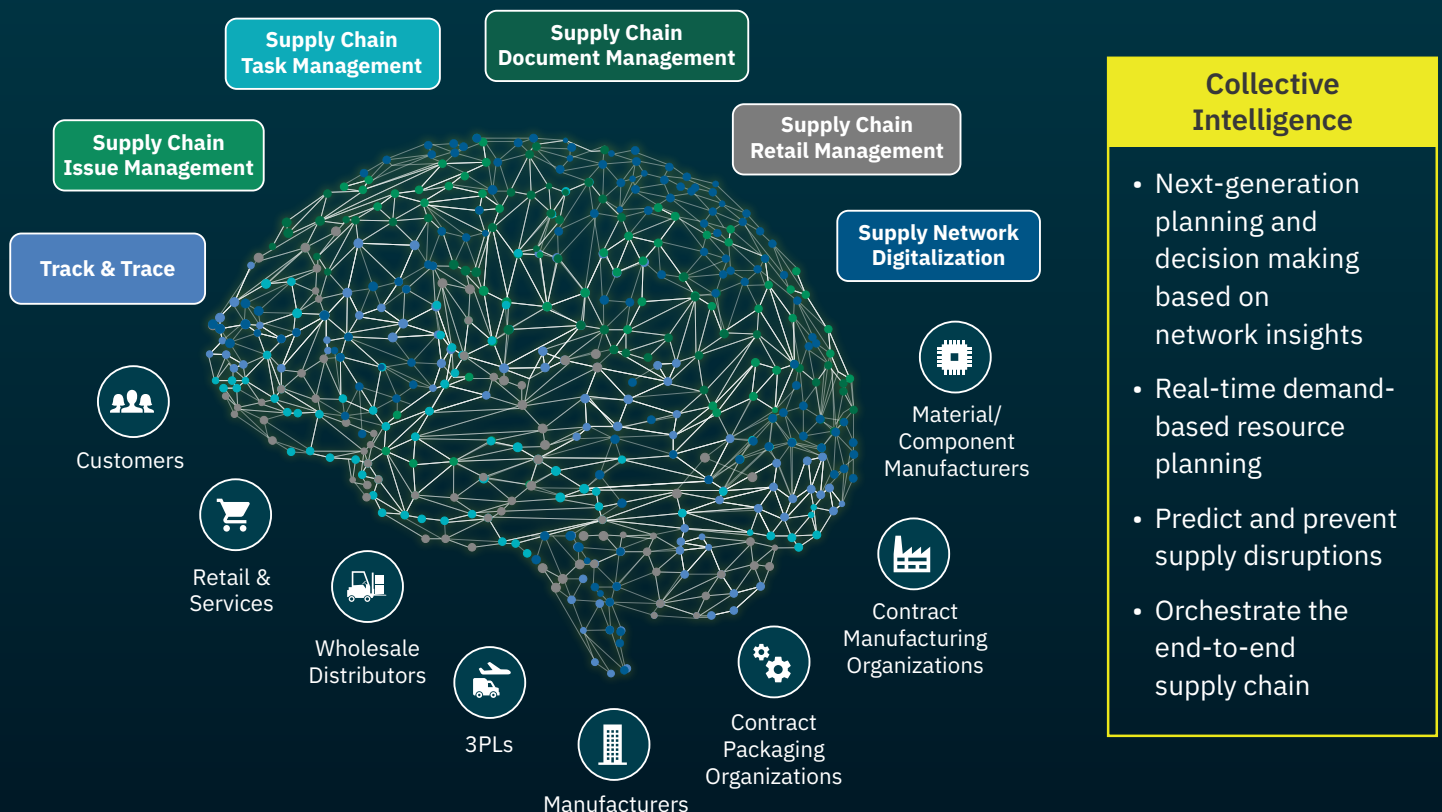 Supply Chain
Task Management
Supply Chain
Document Management
Supply Chain
Issue Management
Supply Chain
Retail Management
Track & Trace
Supply Network
Digitalization
Customers
Retail &
Services
Wholesale
Distributors
3PLs
Manufacturers
Contract
Packaging
Organizations
Contract
Manufacturing
Organizations
Material/
Component
Manufacturers
Collective
Intelligence
• Next-generation
planning and
decision making
based on
network insights
• Real-time demand-
based resource
planning
• Predict and prevent
supply disruptions
• Orchestrate the
end-to-end
supply chain